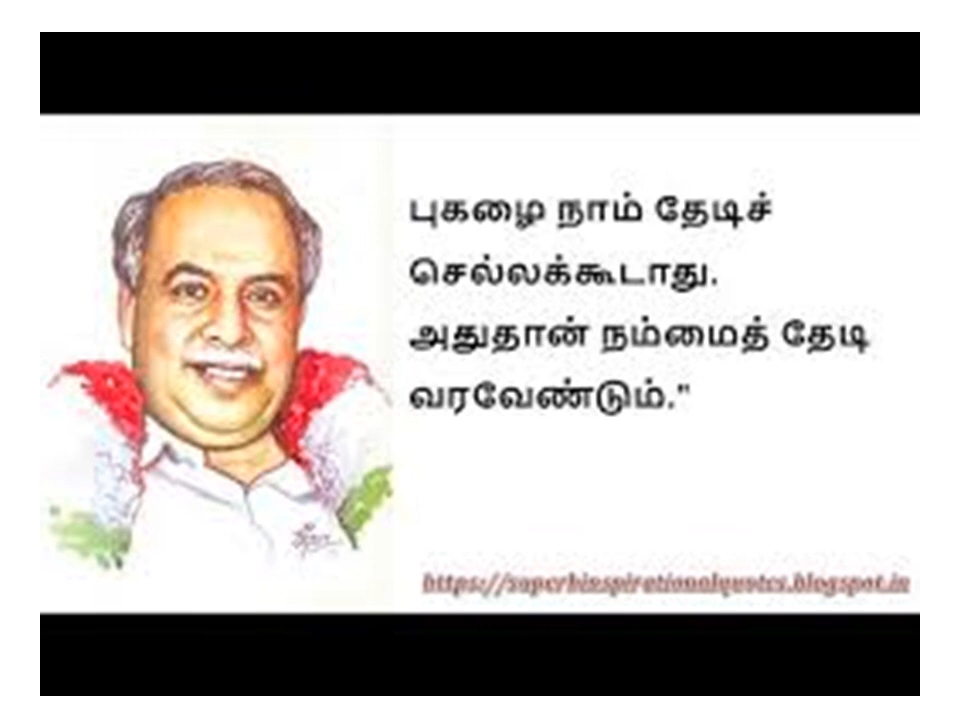 புகழை நாம் தேடிச்
செல்லக்கூடாது.
அதுதான் நம்மைத் தேடி
வரவேண்டும்."
https://superbinspirationalquotes.blogspot.in